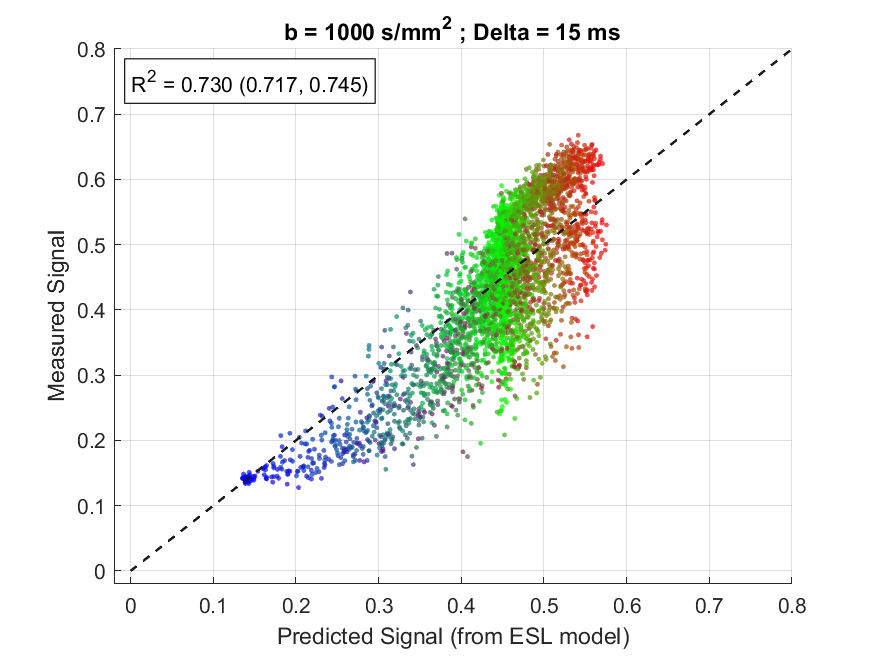 b = 1000 s/mm² ; Delta = 15 ms
R² = 0.730 (0.717, 0.745)
0.8
0.7
0.6
0.5
0.4
0.3
0.2
0.1
0
Measured Signal
0 0.1 0.2 0.3 0.4 0.5 0.6 0.7 0.8
Predicted Signal (from ESL model)